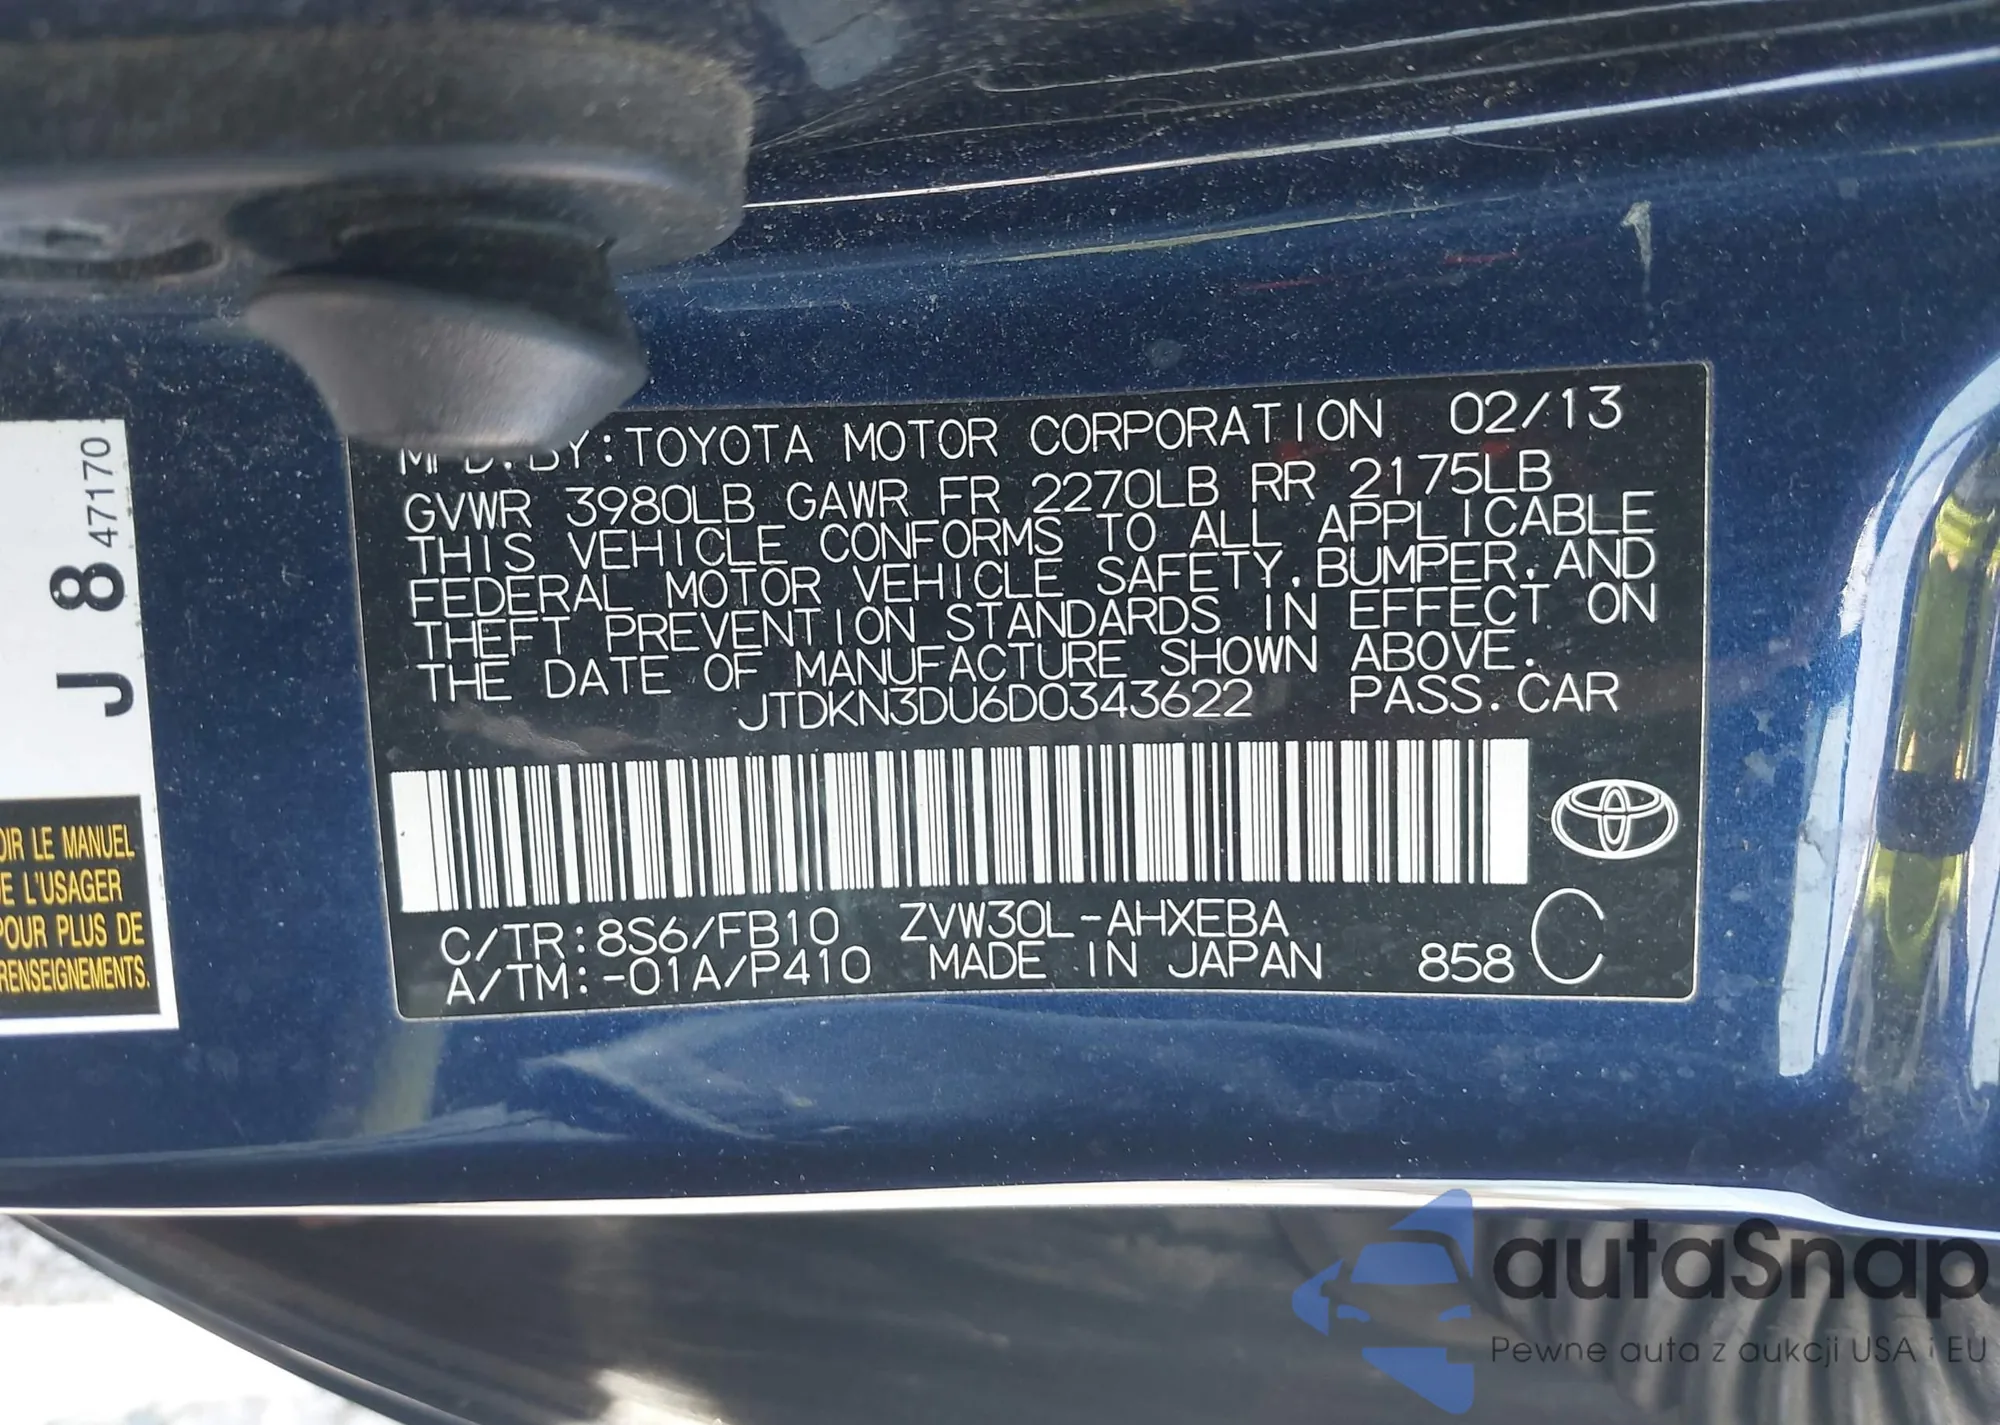 MFD. BY:TOYOTA MOTOR CORPORATION 02/13
GVWR 3980LB GAWR FR 2270LB RR 2175LB
THIS VEHICLE CONFORMS TO ALL APPLICABLE
FEDERAL MOTOR VEHICLE SAFETY, BUMPER, AND
THEFT PREVENTION STANDARDS IN EFFECT ON
THE DATE OF MANUFACTURE SHOWN ABOVE.
JTDKN3DU6D0343622 PASS. CAR
C/TR:8S6/FB10 ZVW30L-AHXEBA
A/TM:-01A/P410 MADE IN JAPAN 858 C
J 8 47170
OIR LE MANUEL
DE L'USAGER
POUR PLUS DE
RENSEIGNEMENTS.
autaSnap
Pewne auta z aukcji USA i EU